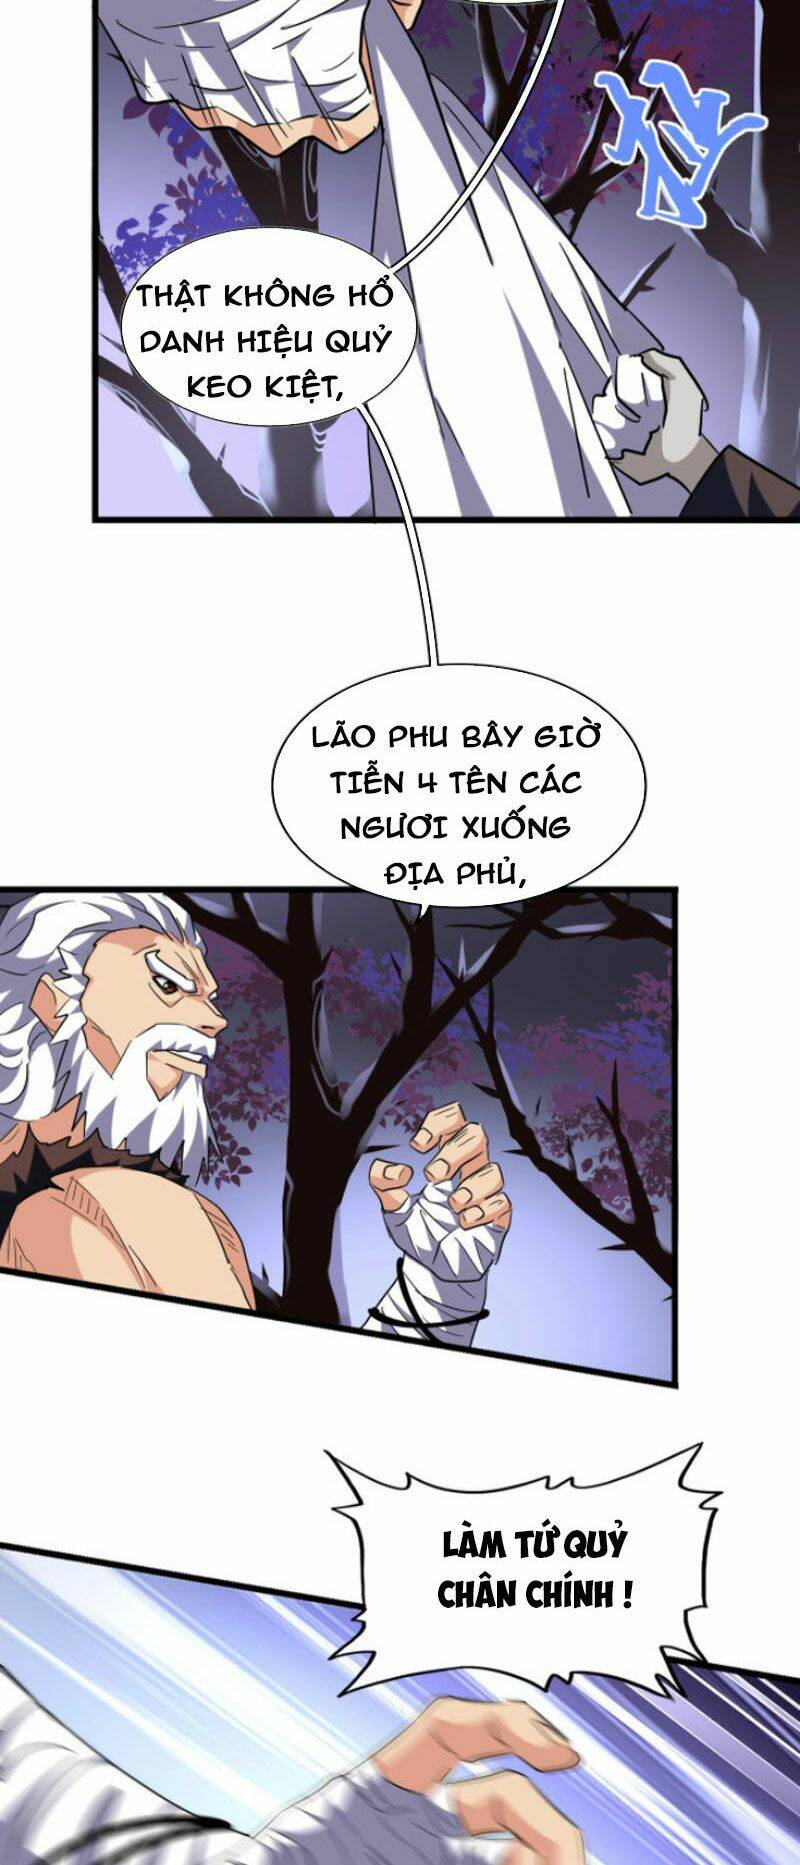 THẬT KHÔNG HỔ
DANH HIỆU QUỶ
KEO KIỆT,
LÃO PHU BÂY GIỜ
TIỄN 4 TÊN CÁC
NGƯƠI XUỐNG
ĐỊA PHỦ,
LÀM TỨ QUỶ
CHÂN CHÍNH !